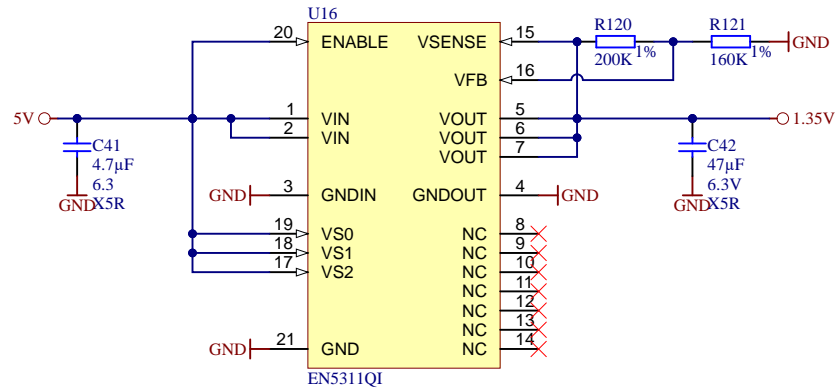 U16
20 ENABLE VSENSE 15
R120 R121
200K 1% 160K 1% GND
VFB 16
5V 1 VIN VOUT 5 1.35V
2 VIN VOUT 6
VOUT 7
C41 C42
4.7µF 47µF
6.3 6.3V
X5R X5R
GND GND
GND 3 GNDIN GNDOUT 4 GND
19 VS0 NC 8
18 VS1 NC 9
17 VS2 NC 10
NC 11
NC 12
NC 13
GND 21 GND NC 14
EN5311QI